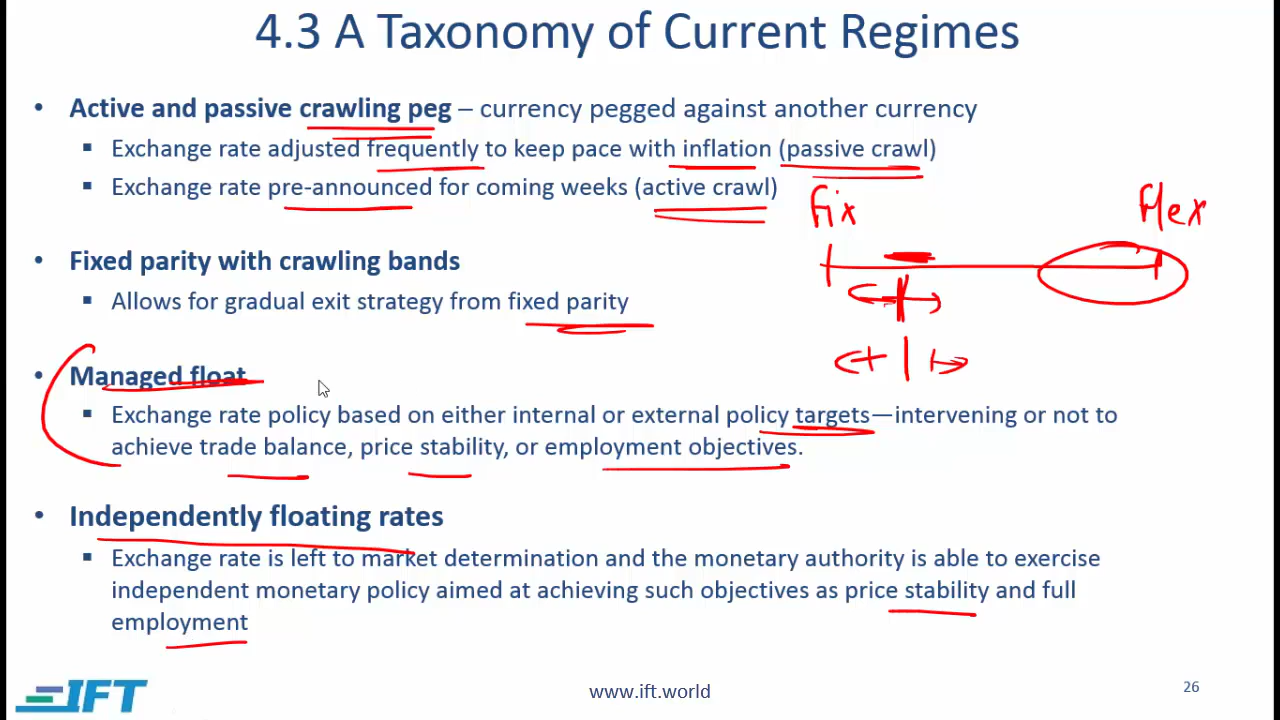 4.3 A Taxonomy of Current Regimes
• Active and passive crawling peg – currency pegged against another currency
▪ Exchange rate adjusted frequently to keep pace with inflation (passive crawl)
▪ Exchange rate pre-announced for coming weeks (active crawl)
Fix
Flex
• Fixed parity with crawling bands
▪ Allows for gradual exit strategy from fixed parity
• Managed float
▪ Exchange rate policy based on either internal or external policy targets—intervening or not to
achieve trade balance, price stability, or employment objectives.
• Independently floating rates
▪ Exchange rate is left to market determination and the monetary authority is able to exercise
independent monetary policy aimed at achieving such objectives as price stability and full
employment
IFT
www.ift.world
26